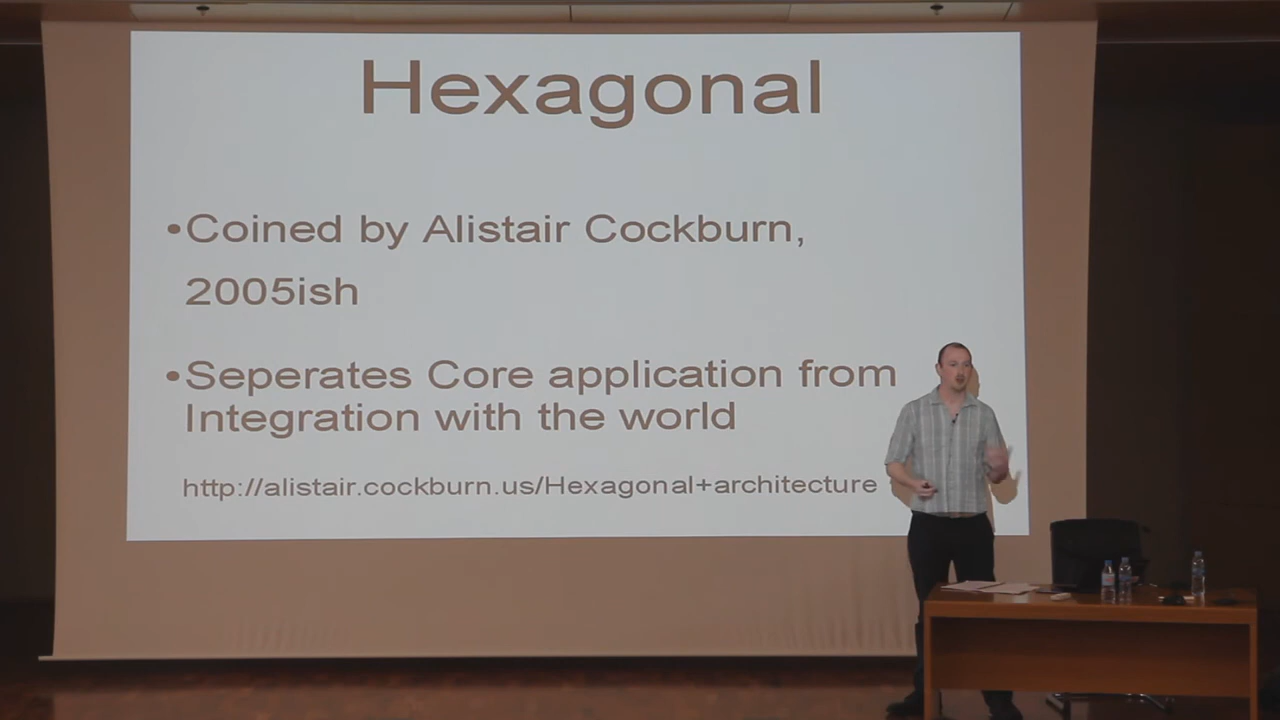 Hexagonal
•Coined by Alistair Cockburn,
2005ish
•Seperates Core application from
Integration with the world
http://alistair.cockburn.us/Hexagonal+architecture